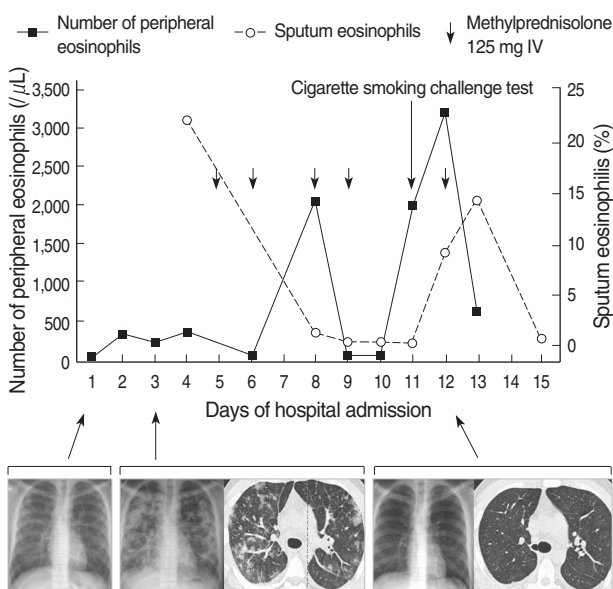 Number of peripheral
eosinophils
Sputum eosinophils
Methylprednisolone
125 mg IV
Number of peripheral eosinophils (/μL)
3,500
3,000
2,500
2,000
1,500
1,000
500
0
Cigarette smoking challenge test
25
20
15
10
5
0
Sputum eosinophilis (%)
1 2 3 4 5 6 7 8 9 10 11 12 13 14 15
Days of hospital admission